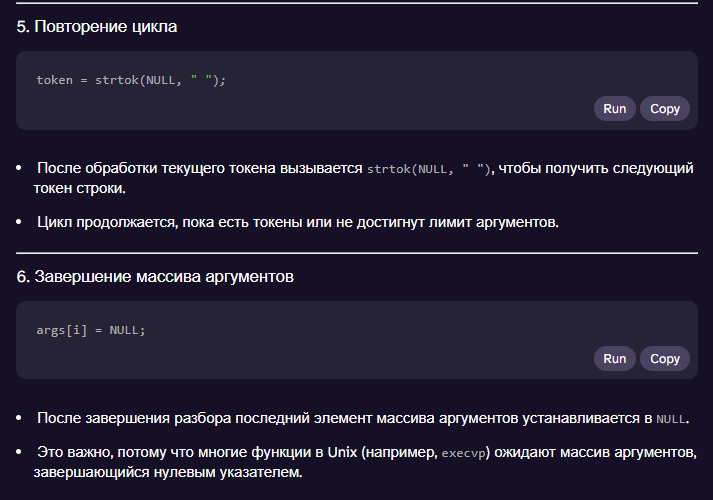 5. Повторение цикла
token = strtok(NULL, " ");
Run Copy
• После обработки текущего токена вызывается strtok(NULL, " "), чтобы получить следующий
токен строки.
• Цикл продолжается, пока есть токены или не достигнут лимит аргументов.
6. Завершение массива аргументов
args[i] = NULL;
Run Copy
• После завершения разбора последний элемент массива аргументов устанавливается в NULL.
• Это важно, потому что многие функции в Unix (например, execvp) ожидают массив аргументов,
завершающийся нулевым указателем.